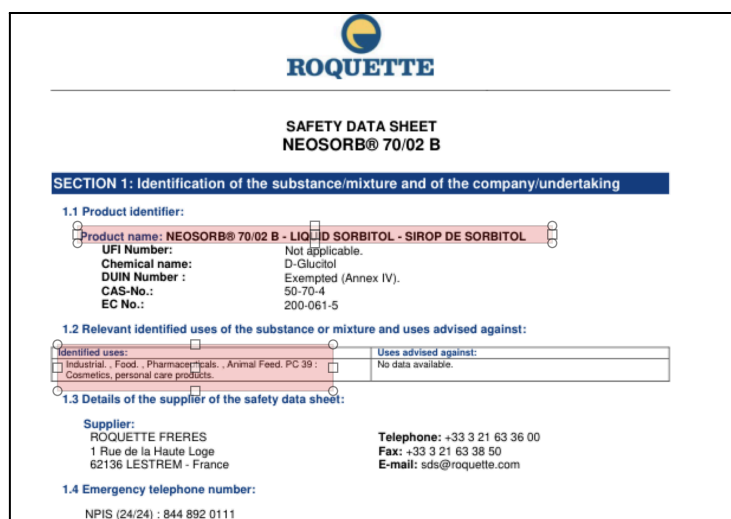 ROQUETTE
SAFETY DATA SHEET
NEOSORB® 70/02 B
SECTION 1: Identification of the substance/mixture and of the company/undertaking
1.1 Product identifier:
Product name: NEOSORB® 70/02 B - LIQUID SORBITOL - SIROP DE SORBITOL
UFI Number: Not applicable.
Chemical name: D-Glucitol
DUIN Number : Exempted (Annex IV).
CAS-No.: 50-70-4
EC No.: 200-061-5
1.2 Relevant identified uses of the substance or mixture and uses advised against:
Identified uses: Uses advised against:
Industrial. , Food. , Pharmaceuticals. , Animal Feed. PC 39 : No data available.
Cosmetics, personal care products.
1.3 Details of the supplier of the safety data sheet:
Supplier:
ROQUETTE FRERES Telephone: +33 3 21 63 36 00
1 Rue de la Haute Loge Fax: +33 3 21 63 38 50
62136 LESTREM - France E-mail: sds@roquette.com
1.4 Emergency telephone number:
NPIS (24/24) : 844 892 0111